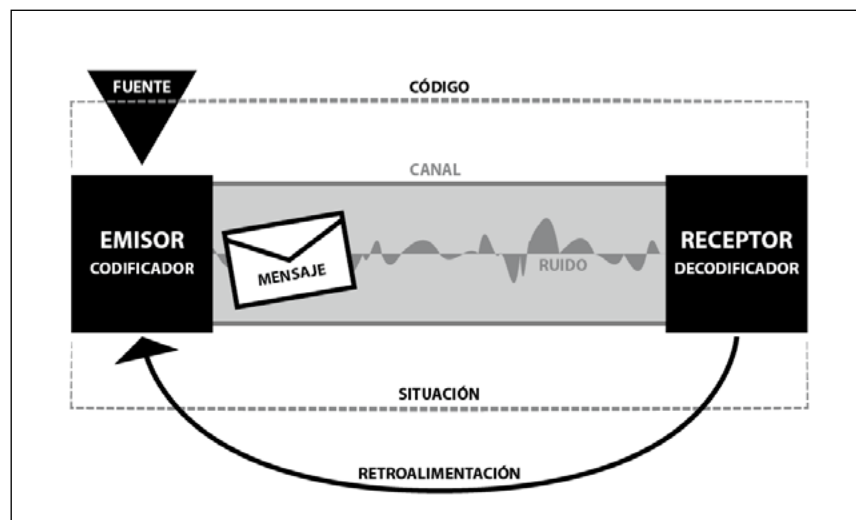 FUENTE
CÓDIGO
CANAL
EMISOR
CODIFICADOR
MENSAJE
RUIDO
RECEPTOR
DECODIFICADOR
SITUACIÓN
RETROALIMENTACIÓN